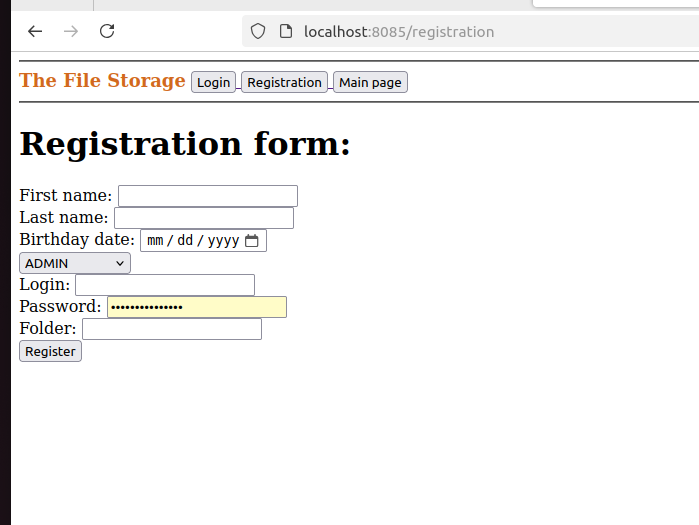 localhost:8085/registration
The File Storage Login Registration Main page
Registration form:
First name:
Last name:
Birthday date: mm / dd / yyyy
ADMIN
Login:
Password: •••••••••••••••
Folder:
Register